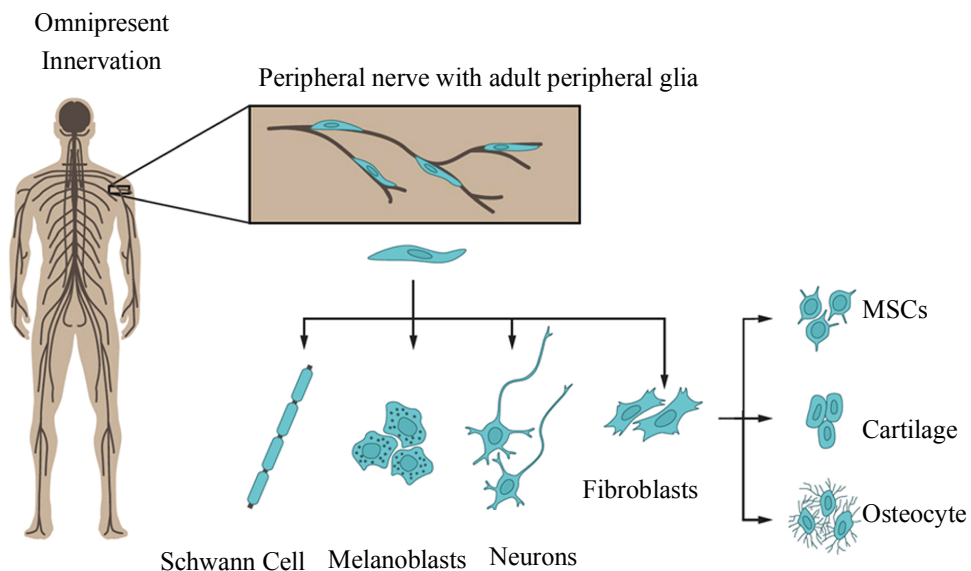 Omnipresent
Innervation
Peripheral nerve with adult peripheral glia
MSCs
Cartilage
Fibroblasts
Osteocyte
Schwann Cell
Melanoblasts
Neurons